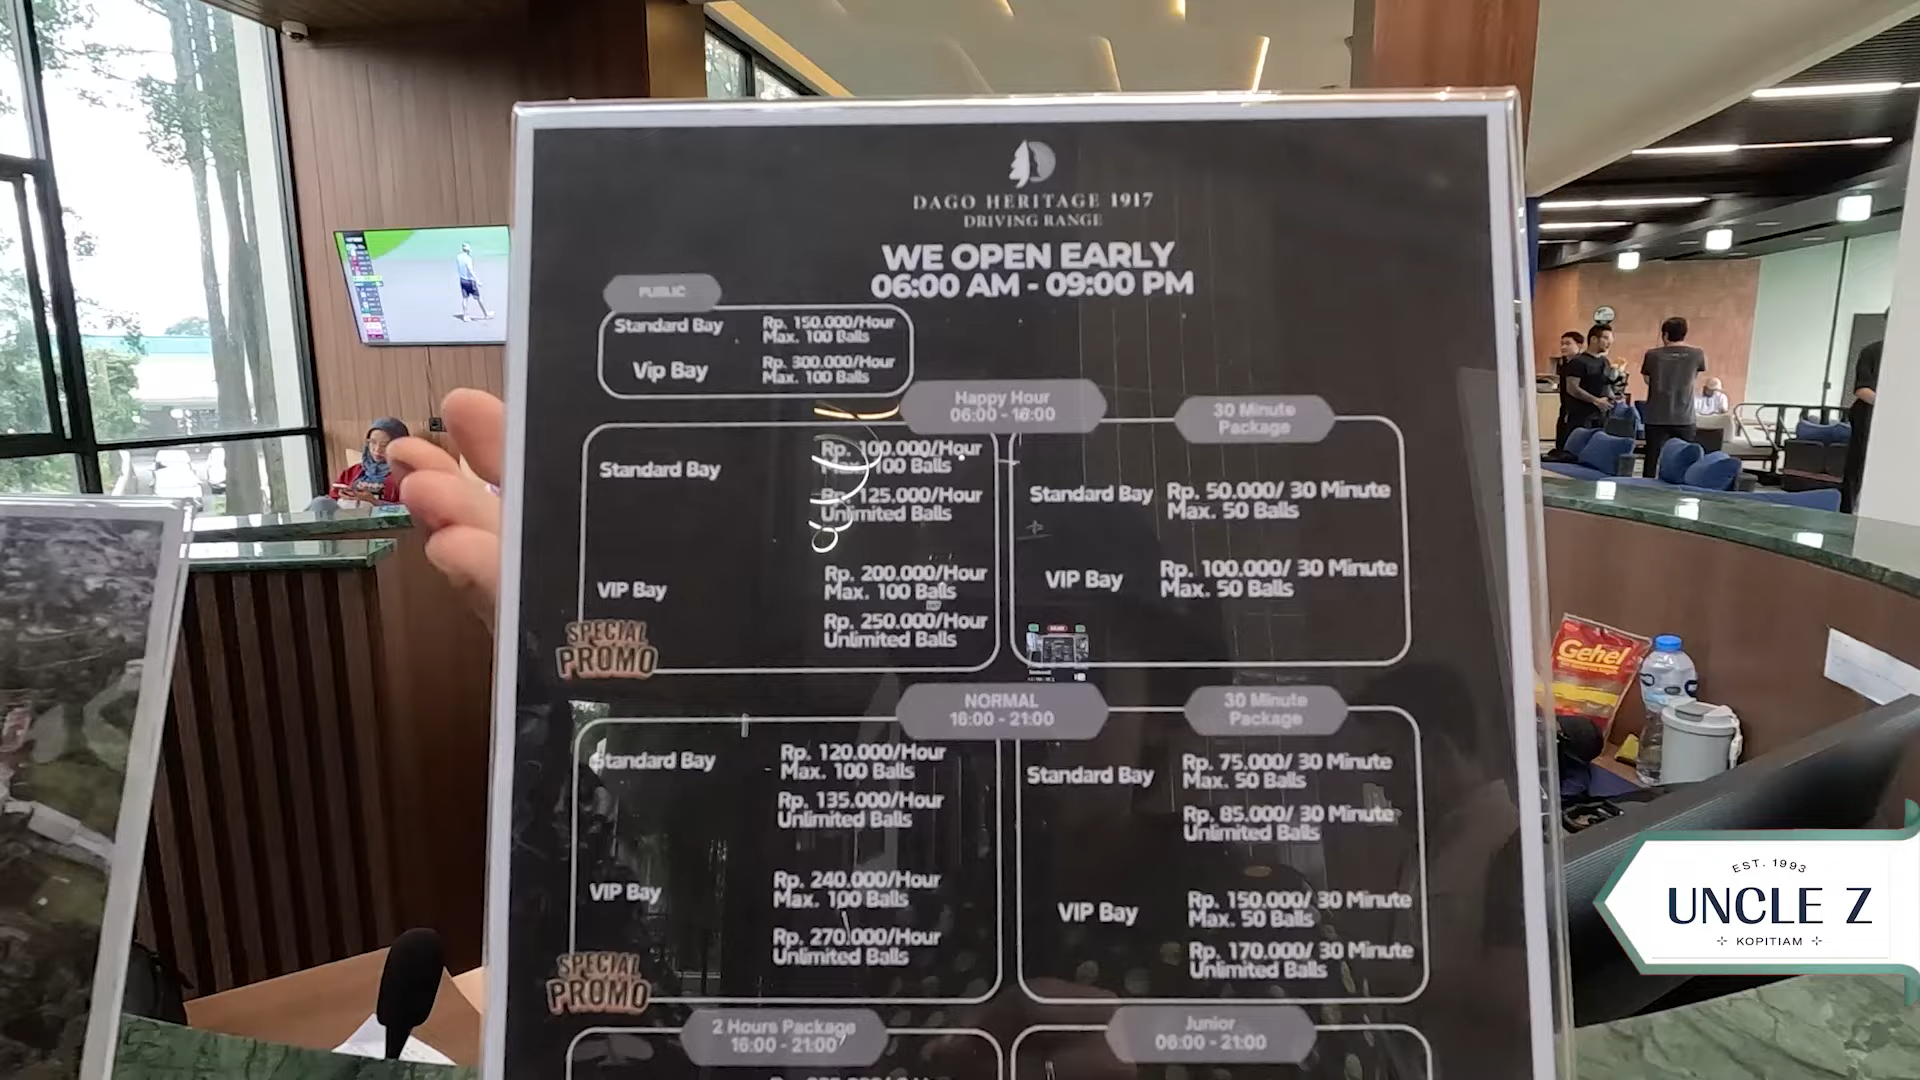 DAGO HERITAGE 1917
DRIVING RANGE
WE OPEN EARLY
06:00 AM - 09:00 PM
PUBLIC
Standard Bay
Rp. 150.000/Hour
Max. 100 Balls
Vip Bay
Rp. 300.000/Hour
Max. 100 Balls
Happy Hour
06:00 - 16:00
Standard Bay
Rp. 100.000/Hour
Max. 100 Balls
Rp. 125.000/Hour
Unlimited Balls
VIP Bay
Rp. 200.000/Hour
Max. 100 Balls
Rp. 250.000/Hour
Unlimited Balls
SPECIAL
PROMO
30 Minute
Package
Standard Bay
Rp. 50.000/ 30 Minute
Max. 50 Balls
VIP Bay
Rp. 100.000/ 30 Minute
Max. 50 Balls
NORMAL
16:00 - 21:00
Standard Bay
Rp. 120.000/Hour
Max. 100 Balls
Rp. 135.000/Hour
Unlimited Balls
VIP Bay
Rp. 240.000/Hour
Max. 100 Balls
Rp. 270.000/Hour
Unlimited Balls
SPECIAL
PROMO
30 Minute
Package
Standard Bay
Rp. 75.000/ 30 Minute
Max. 50 Balls
Rp. 85.000/ 30 Minute
Unlimited Balls
VIP Bay
Rp. 150.000/ 30 Minute
Max. 50 Balls
Rp. 170.000/ 30 Minute
Unlimited Balls
2 Hours Package
16:00 - 21:00
Junior
06:00 - 21:00
Gehel
EST. 1993
UNCLE Z
KOPITIAM